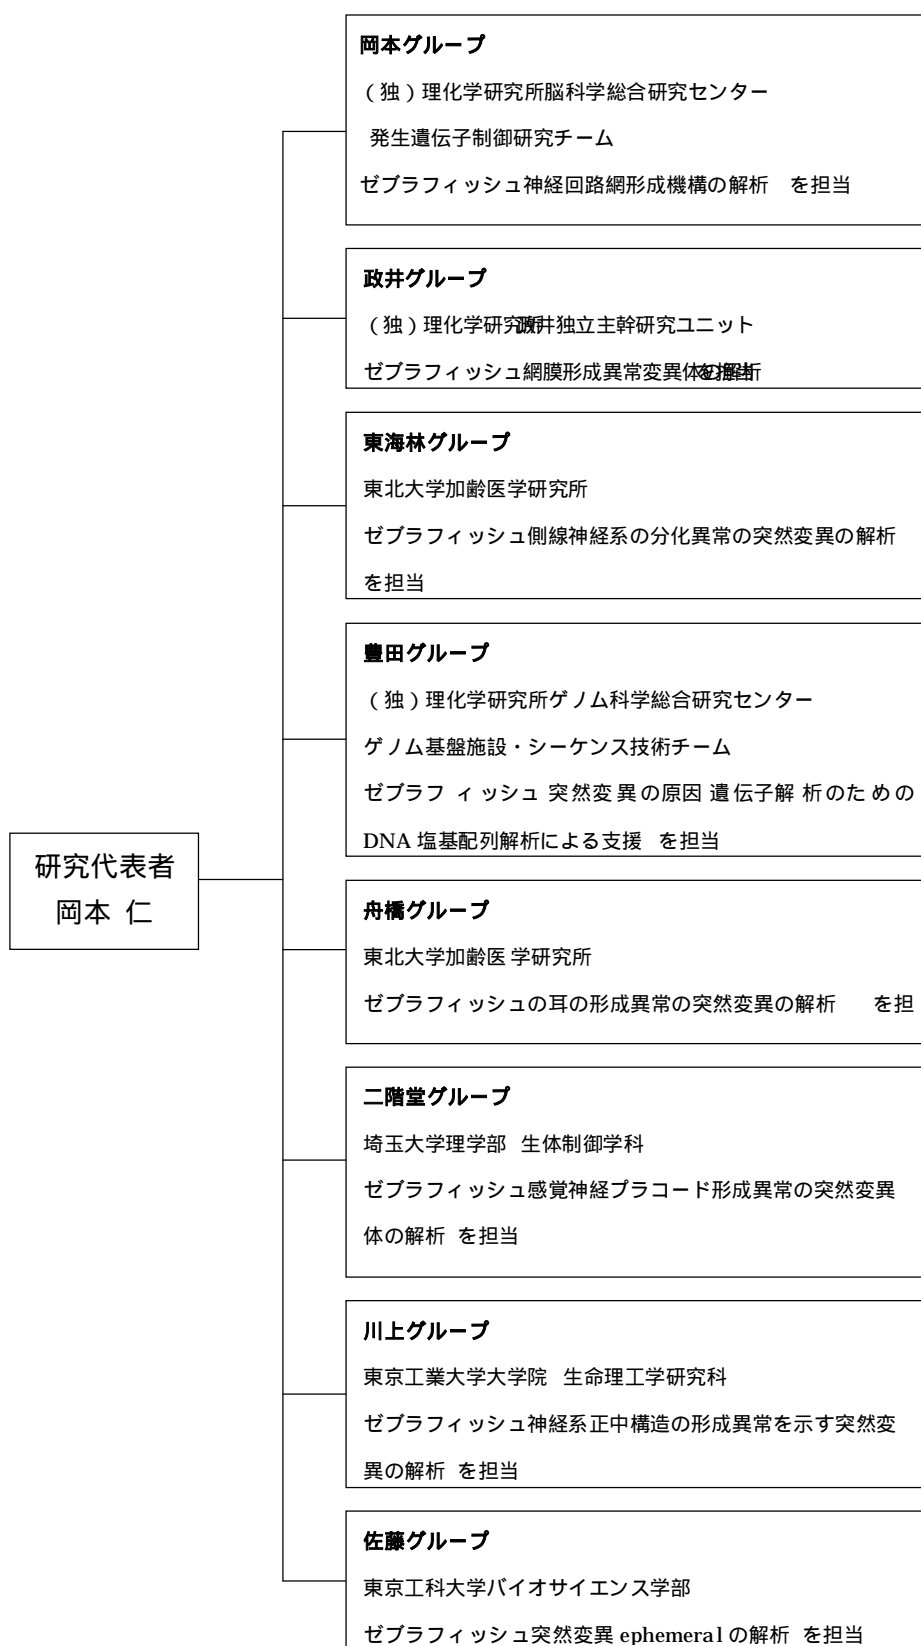 岡本グループ
（独）理化学研究所脳科学総合研究センター
発生遺伝子制御研究チーム
ゼブラフィッシュ神経回路網形成機構の解析　を担当
政井グループ
（独）理化学研究所政井独立主幹研究ユニット
ゼブラフィッシュ網膜形成異常変異体の解析を担当
東海林グループ
東北大学加齢医学研究所
ゼブラフィッシュ側線神経系の分化異常の突然変異の解析
を担当
豊田グループ
（独）理化学研究所ゲノム科学総合研究センター
ゲノム基盤施設・シーケンス技術チーム
ゼブラフィッシュ突然変異の原因遺伝子解析のための
DNA 塩基配列解析による支援　を担当
研究代表者
岡本 仁
舟橋グループ
東北大学加齢医学研究所
ゼブラフィッシュの耳の形成異常の突然変異の解析　　を担
二階堂グループ
埼玉大学理学部 生体制御学科
ゼブラフィッシュ感覚神経プラコード形成異常の突然変異
体の解析 を担当
川上グループ
東京工業大学大学院 生命理工学研究科
ゼブラフィッシュ神経系正中構造の形成異常を示す突然変
異の解析 を担当
佐藤グループ
東京工科大学バイオサイエンス学部
ゼブラフィッシュ突然変異 ephemeral の解析 を担当